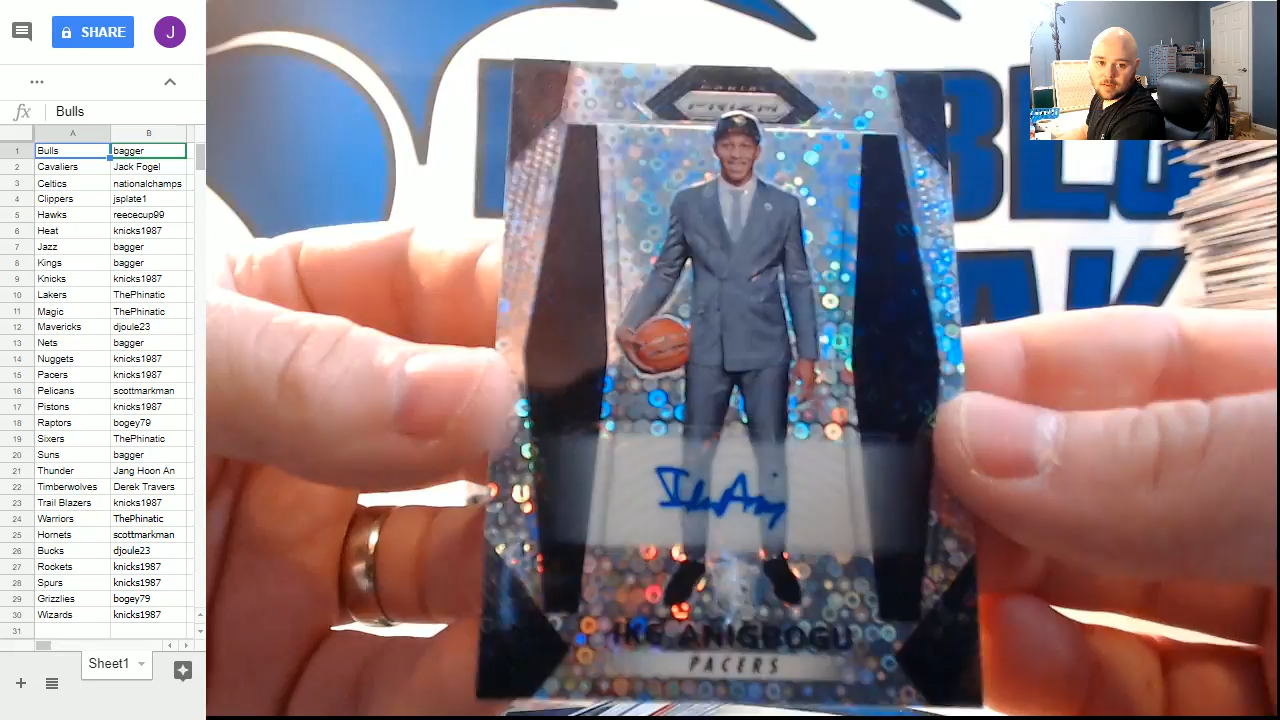 SHARE
J
fx Bulls
A B
1 Bulls bagger
2 Cavaliers Jack Fogel
3 Celtics nationalchamps
4 Clippers jsplate1
5 Hawks reececup99
6 Heat knicks1987
7 Jazz bagger
8 Kings bagger
9 Knicks knicks1987
10 Lakers ThePhinatic
11 Magic ThePhinatic
12 Mavericks djoule23
13 Nets bagger
14 Nuggets knicks1987
15 Pacers knicks1987
16 Pelicans scottmarkman
17 Pistons knicks1987
18 Raptors bogey79
19 Sixers ThePhinatic
20 Suns bagger
21 Thunder Jang Hoon An
22 Timberwolves Derek Travers
23 Trail Blazers knicks1987
24 Warriors ThePhinatic
25 Hornets scottmarkman
26 Bucks djoule23
27 Rockets knicks1987
28 Spurs knicks1987
29 Grizzlies bogey79
30 Wizards knicks1987
31
Sheet1
PANINI
PRIZM
IKE ANIGBOGU
PACERS